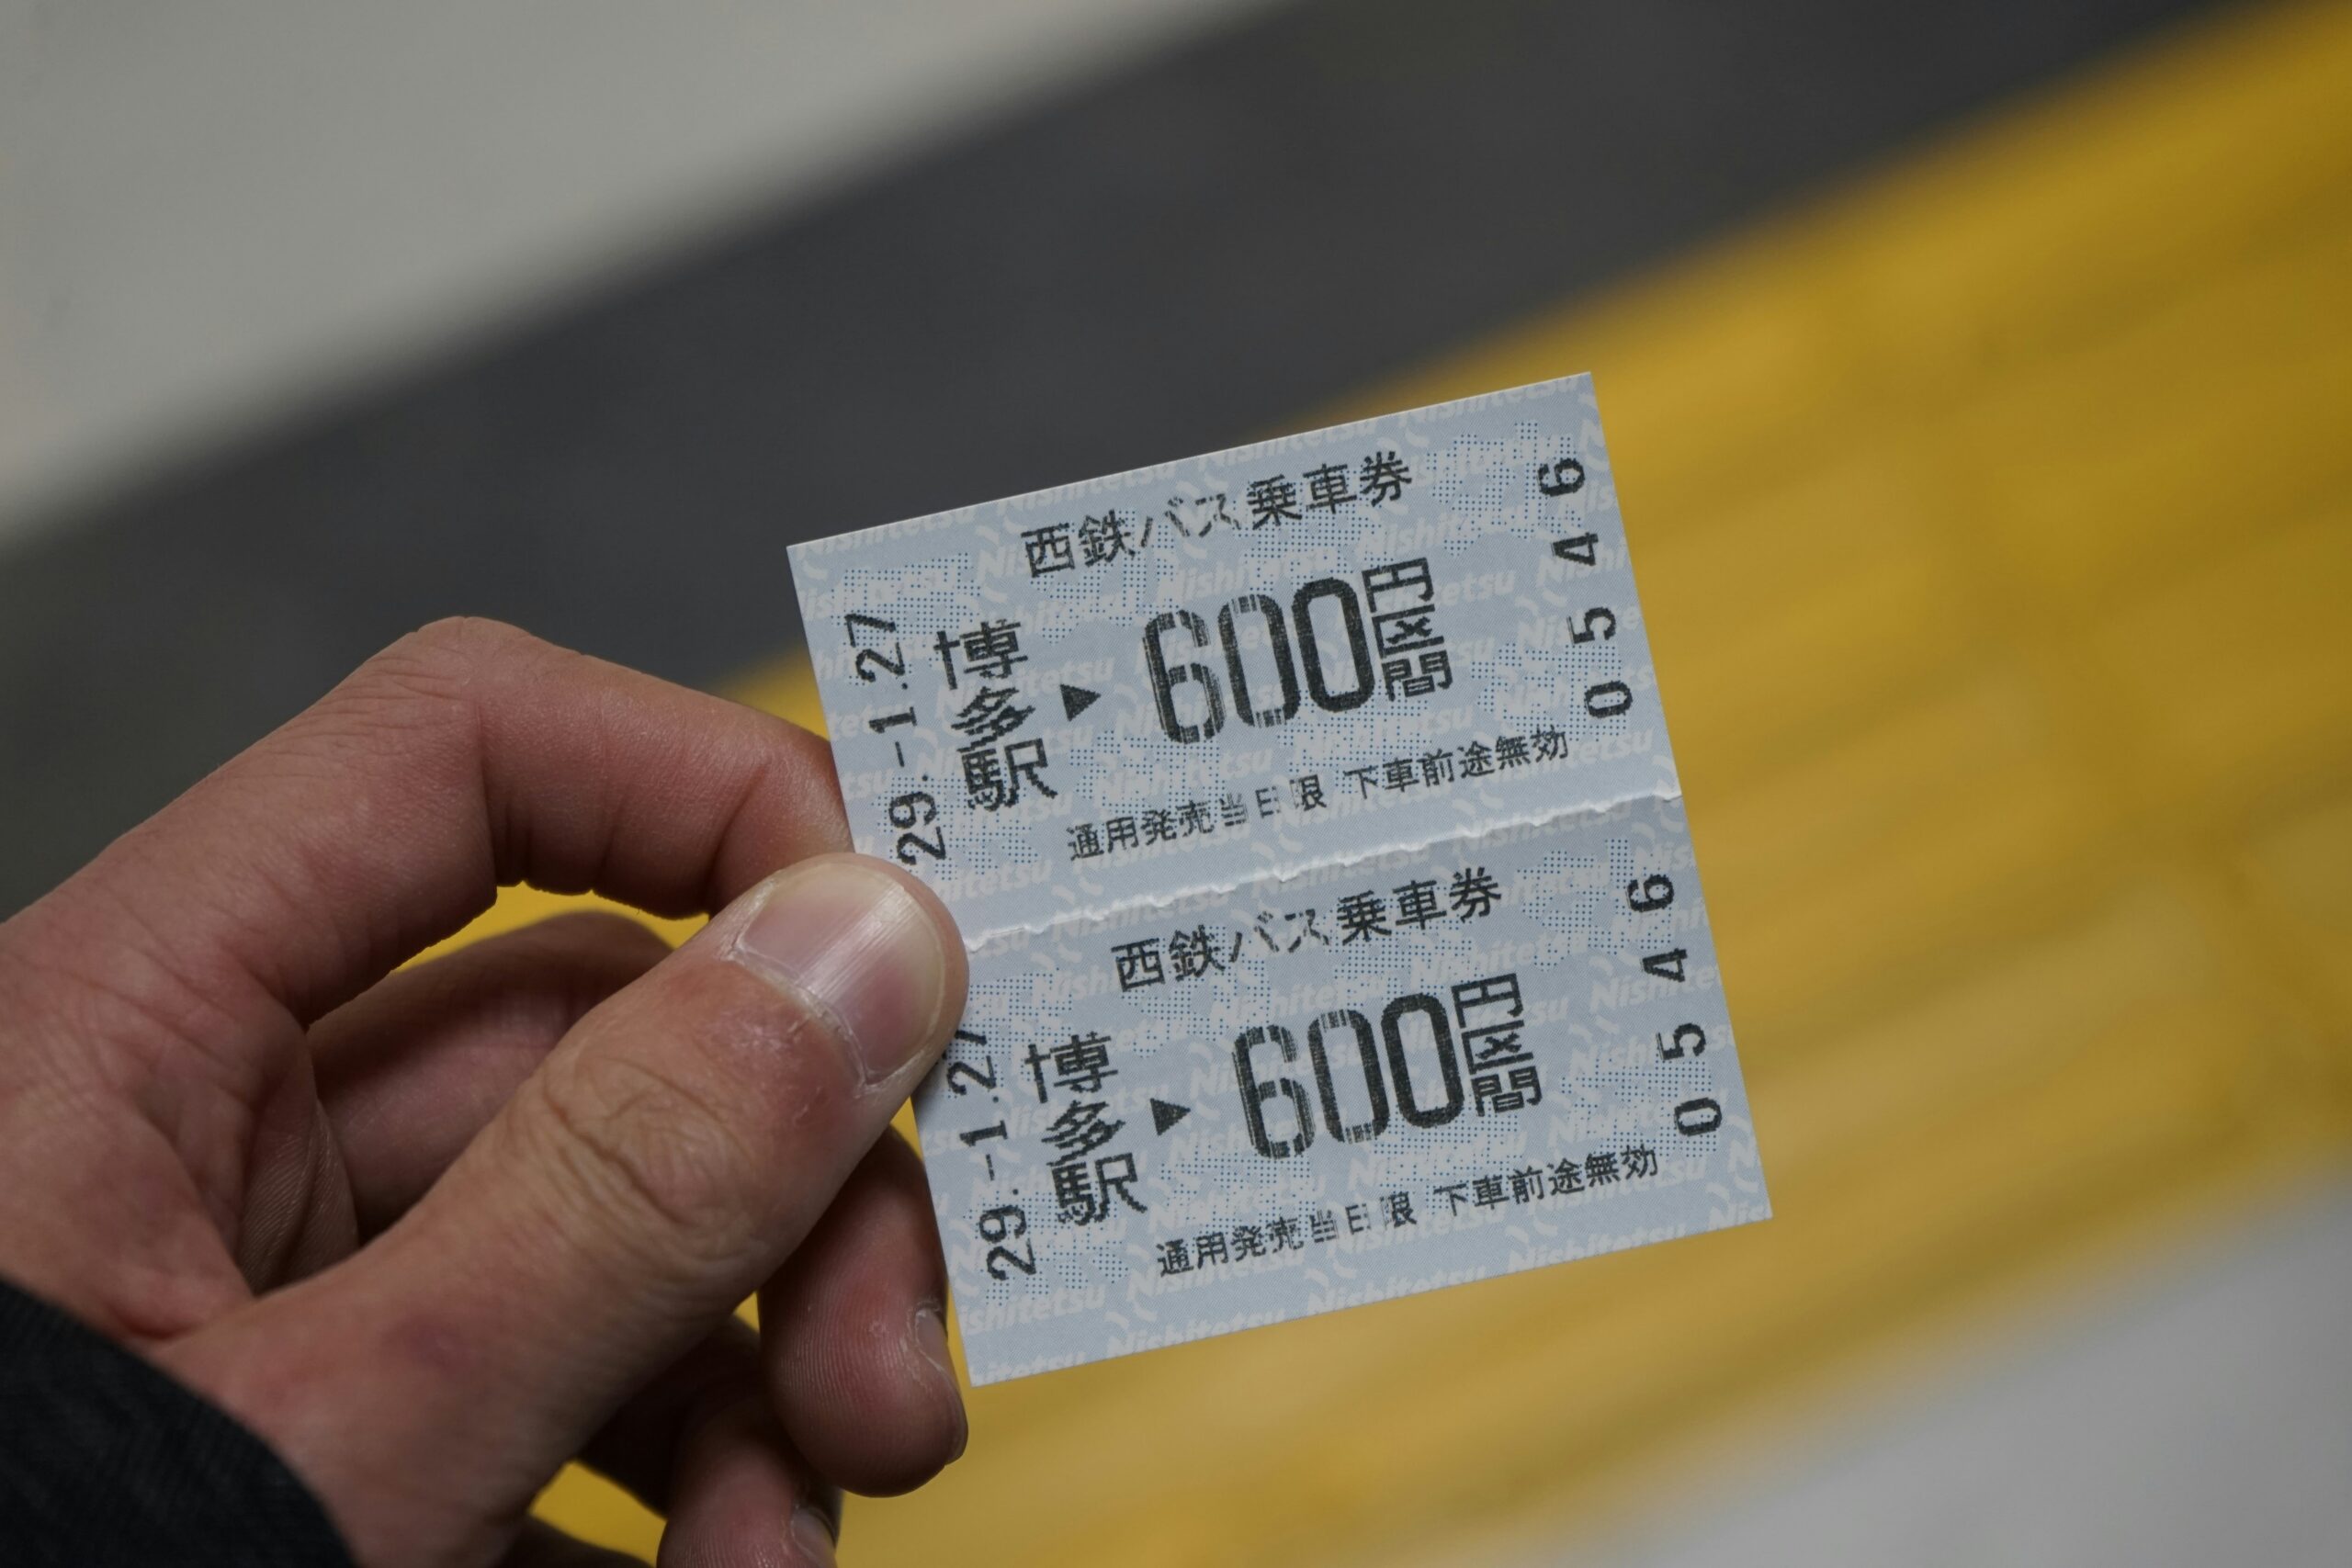 西鉄バス乗車券
29.-1.27
博多駅▶600円区間
0546
通用発売当日限 下車前途無効
西鉄バス乗車券
29.-1.27
博多駅▶600円区間
0546
通用発売当日限 下車前途無効
Nishitetsu